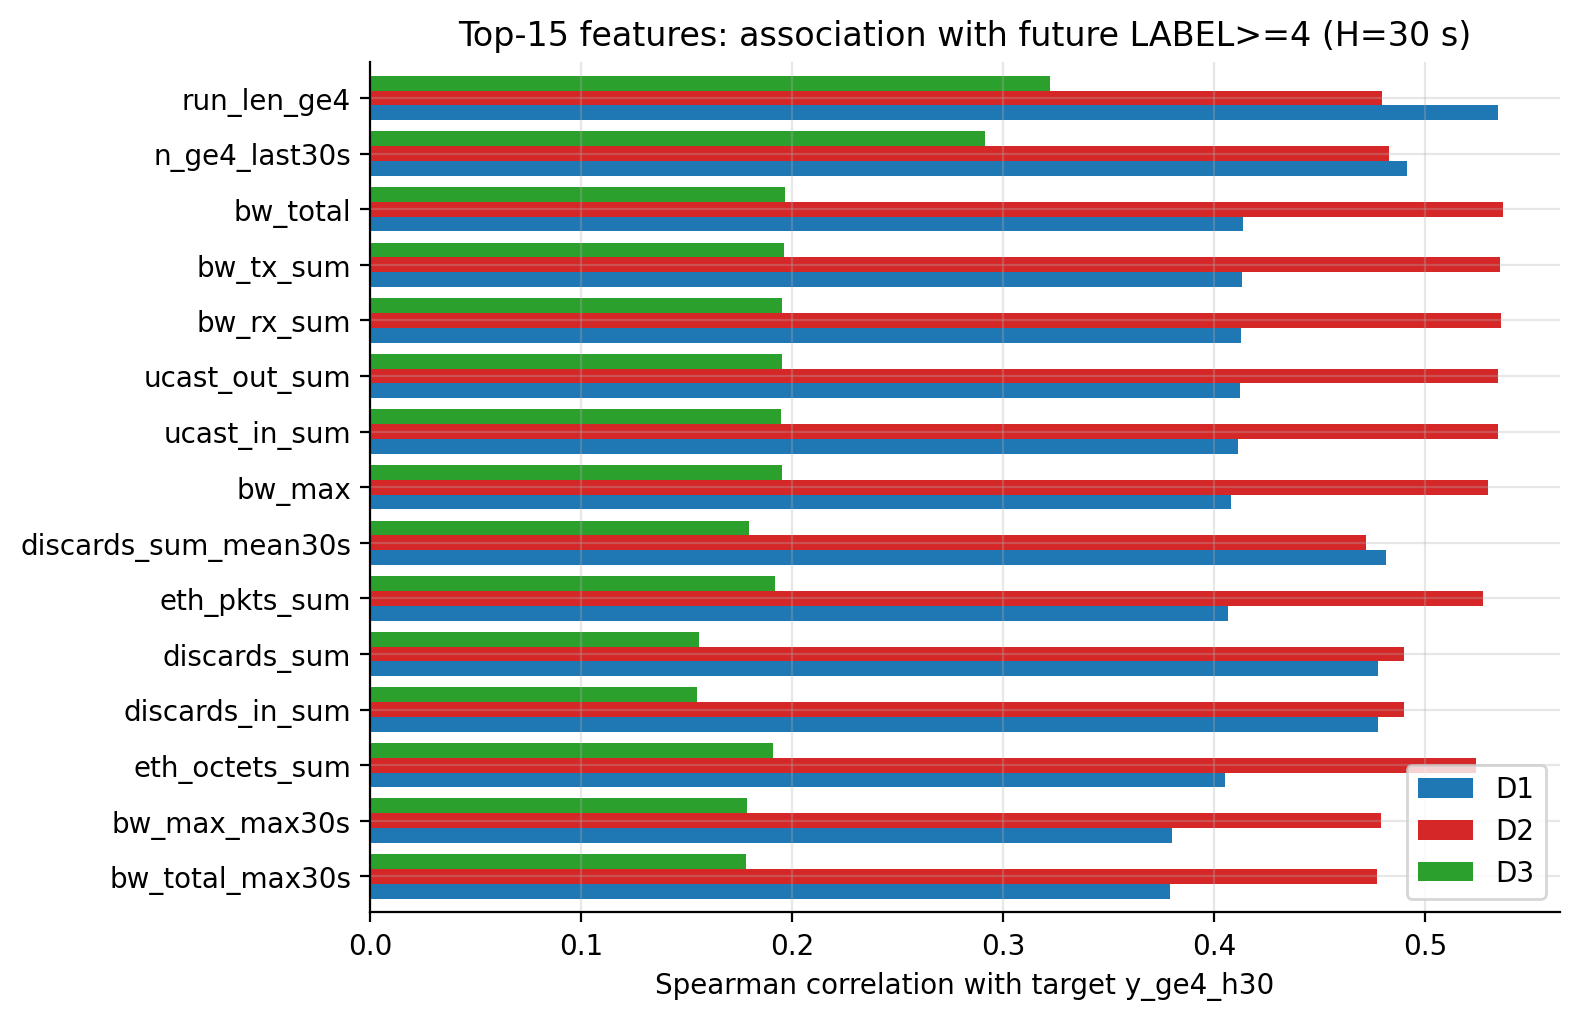 Top-15 features: association with future LABEL>=4 (H=30 s)
run_len_ge4
n_ge4_last30s
bw_total
bw_tx_sum
bw_rx_sum
ucast_out_sum
ucast_in_sum
bw_max
discards_sum_mean30s
eth_pkts_sum
discards_sum
discards_in_sum
eth_octets_sum
bw_max_max30s
bw_total_max30s
D1
D2
D3
0.0 0.1 0.2 0.3 0.4 0.5
Spearman correlation with target y_ge4_h30